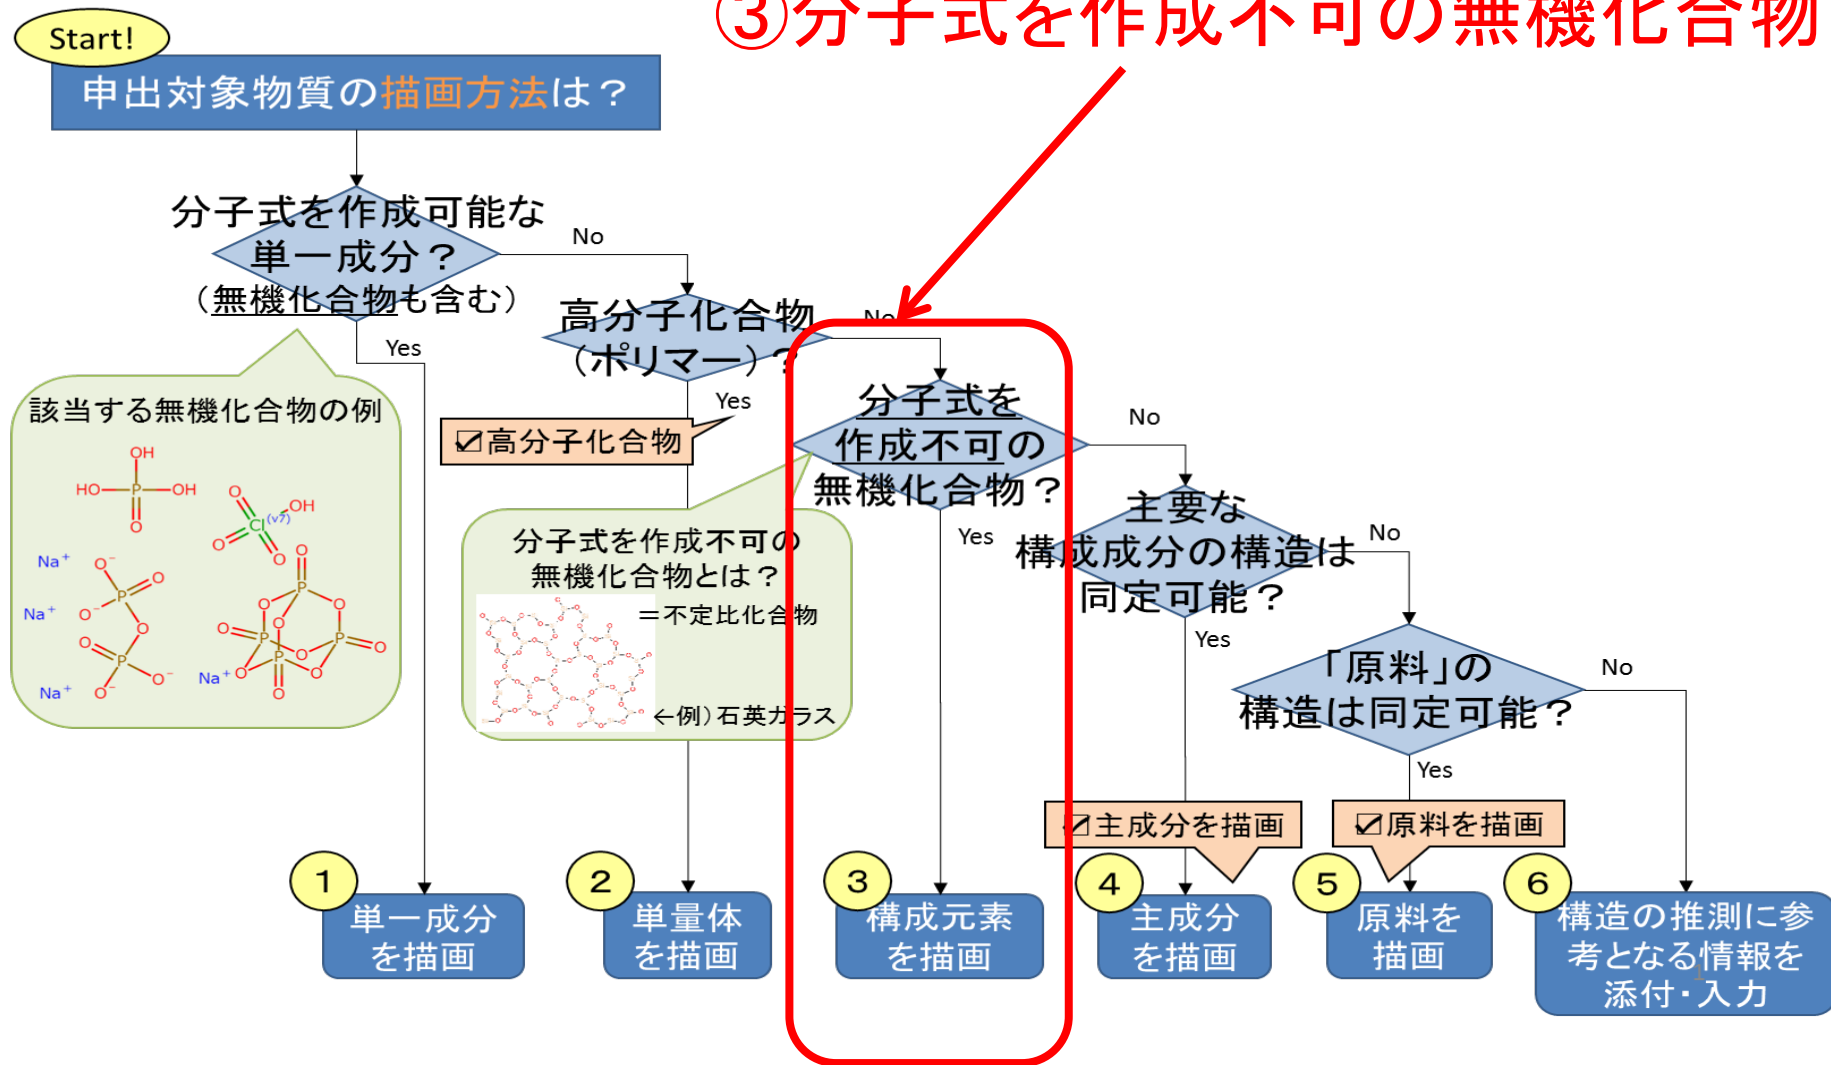 ③分子式を作成不可の無機化合物
Start!
申出対象物質の描画方法は？
分子式を作成可能な
単一成分？
（無機化合物も含む）
No
Yes
高分子化合物
（ポリマー）？
No
Yes
☑高分子化合物
分子式を
作成不可の
無機化合物？
No
Yes
主要な
構成成分の構造は
同定可能？
No
Yes
「原料」の
構造は同定可能？
No
Yes
該当する無機化合物の例
OH
HO P OH
O
O OH
Cl(v7)
O O
Na⁺ O⁻
P O
Na⁺ O⁻
O
P O
Na⁺ O⁻ O⁻
O
P
O O
O O
P P O
O O
Na⁺ O P O
O
分子式を作成不可の
無機化合物とは？
＝不定比化合物
←例）石英ガラス
☑主成分を描画
☑原料を描画
1
単一成分
を描画
2
単量体
を描画
3
構成元素
を描画
4
主成分
を描画
5
原料を
描画
6
構造の推測に参
考となる情報を
添付・入力
1